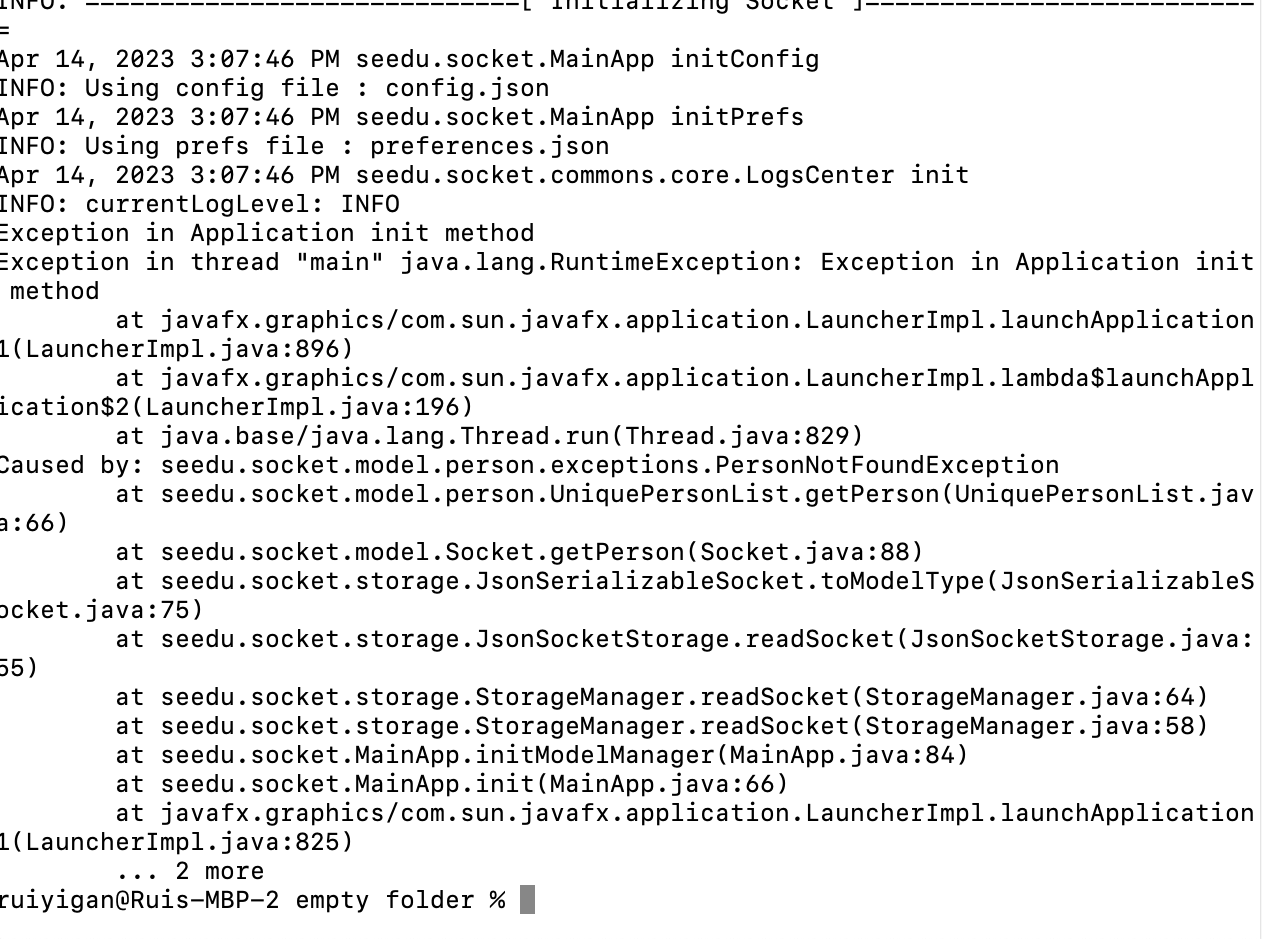 INFO: =============================[ Initializing Socket ]==========================
=
Apr 14, 2023 3:07:46 PM seedu.socket.MainApp initConfig
INFO: Using config file : config.json
Apr 14, 2023 3:07:46 PM seedu.socket.MainApp initPrefs
INFO: Using prefs file : preferences.json
Apr 14, 2023 3:07:46 PM seedu.socket.commons.core.LogsCenter init
INFO: currentLogLevel: INFO
Exception in Application init method
Exception in thread "main" java.lang.RuntimeException: Exception in Application init
 method
        at javafx.graphics/com.sun.javafx.application.LauncherImpl.launchApplication
1(LauncherImpl.java:896)
        at javafx.graphics/com.sun.javafx.application.LauncherImpl.lambda$launchAppl
ication$2(LauncherImpl.java:196)
        at java.base/java.lang.Thread.run(Thread.java:829)
Caused by: seedu.socket.model.person.exceptions.PersonNotFoundException
        at seedu.socket.model.person.UniquePersonList.getPerson(UniquePersonList.jav
a:66)
        at seedu.socket.model.Socket.getPerson(Socket.java:88)
        at seedu.socket.storage.JsonSerializableSocket.toModelType(JsonSerializableS
ocket.java:75)
        at seedu.socket.storage.JsonSocketStorage.readSocket(JsonSocketStorage.java:
55)
        at seedu.socket.storage.StorageManager.readSocket(StorageManager.java:64)
        at seedu.socket.storage.StorageManager.readSocket(StorageManager.java:58)
        at seedu.socket.MainApp.initModelManager(MainApp.java:84)
        at seedu.socket.MainApp.init(MainApp.java:66)
        at javafx.graphics/com.sun.javafx.application.LauncherImpl.launchApplication
1(LauncherImpl.java:825)
        ... 2 more
ruiyigan@Ruis-MBP-2 empty folder %